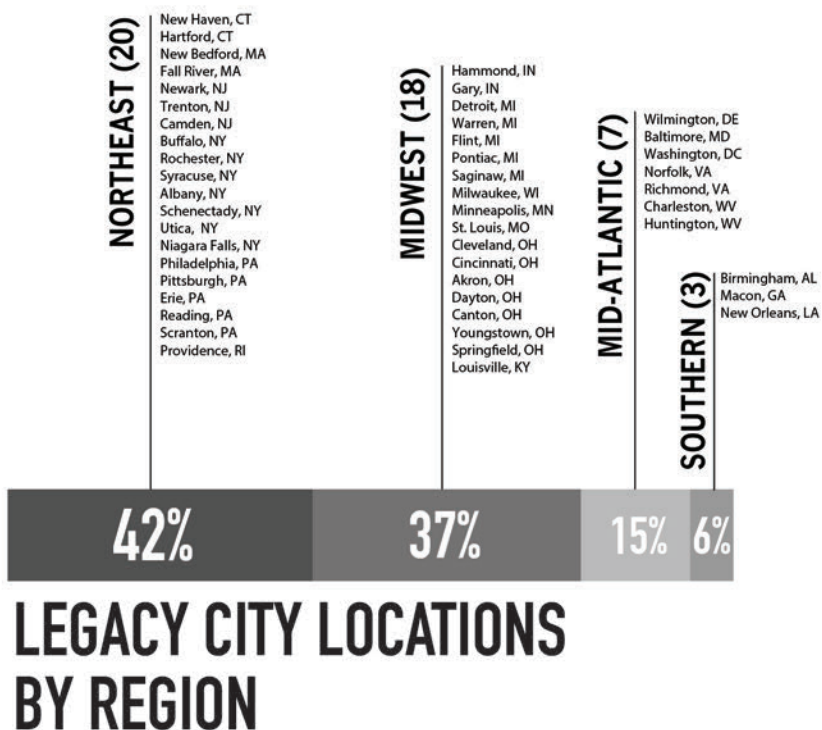 NORTHEAST (20)
New Haven, CT
Hartford, CT
New Bedford, MA
Fall River, MA
Newark, NJ
Trenton, NJ
Camden, NJ
Buffalo, NY
Rochester, NY
Syracuse, NY
Albany, NY
Schenectady, NY
Utica, NY
Niagara Falls, NY
Philadelphia, PA
Pittsburgh, PA
Erie, PA
Reading, PA
Scranton, PA
Providence, RI
MIDWEST (18)
Hammond, IN
Gary, IN
Detroit, MI
Warren, MI
Flint, MI
Pontiac, MI
Saginaw, MI
Milwaukee, WI
Minneapolis, MN
St. Louis, MO
Cleveland, OH
Cincinnati, OH
Akron, OH
Dayton, OH
Canton, OH
Youngstown, OH
Springfield, OH
Louisville, KY
MID-ATLANTIC (7)
Wilmington, DE
Baltimore, MD
Washington, DC
Norfolk, VA
Richmond, VA
Charleston, WV
Huntington, WV
SOUTHERN (3)
Birmingham, AL
Macon, GA
New Orleans, LA
42%
37%
15%
6%
LEGACY CITY LOCATIONS
BY REGION